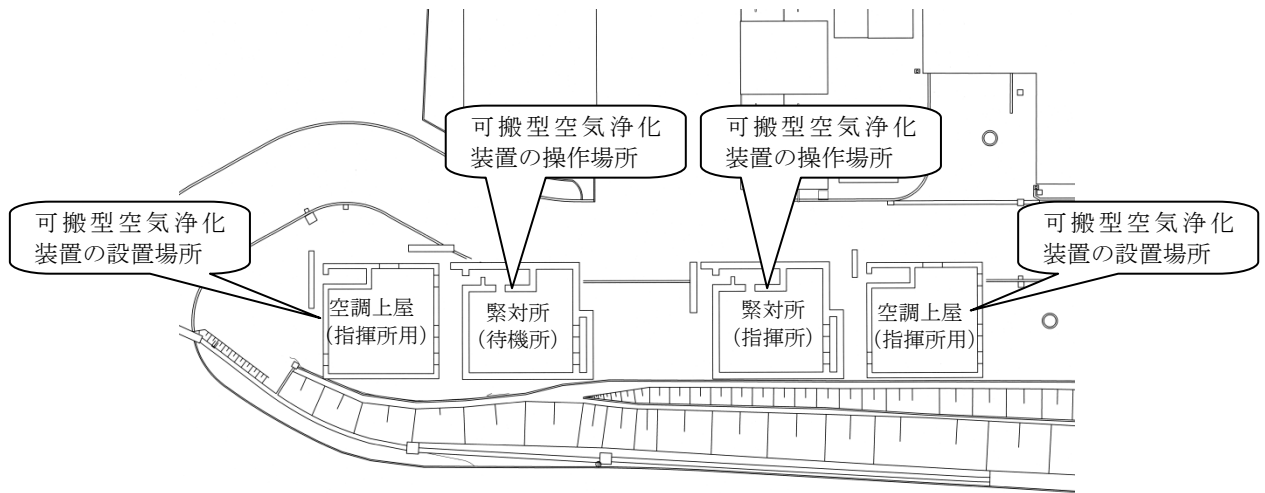 可搬型空気浄化
装置の操作場所
可搬型空気浄化
装置の操作場所
可搬型空気浄化
装置の設置場所
可搬型空気浄化
装置の設置場所
空調上屋
(指揮所用)
緊対所
(待機所)
緊対所
(指揮所)
空調上屋
(指揮所用)